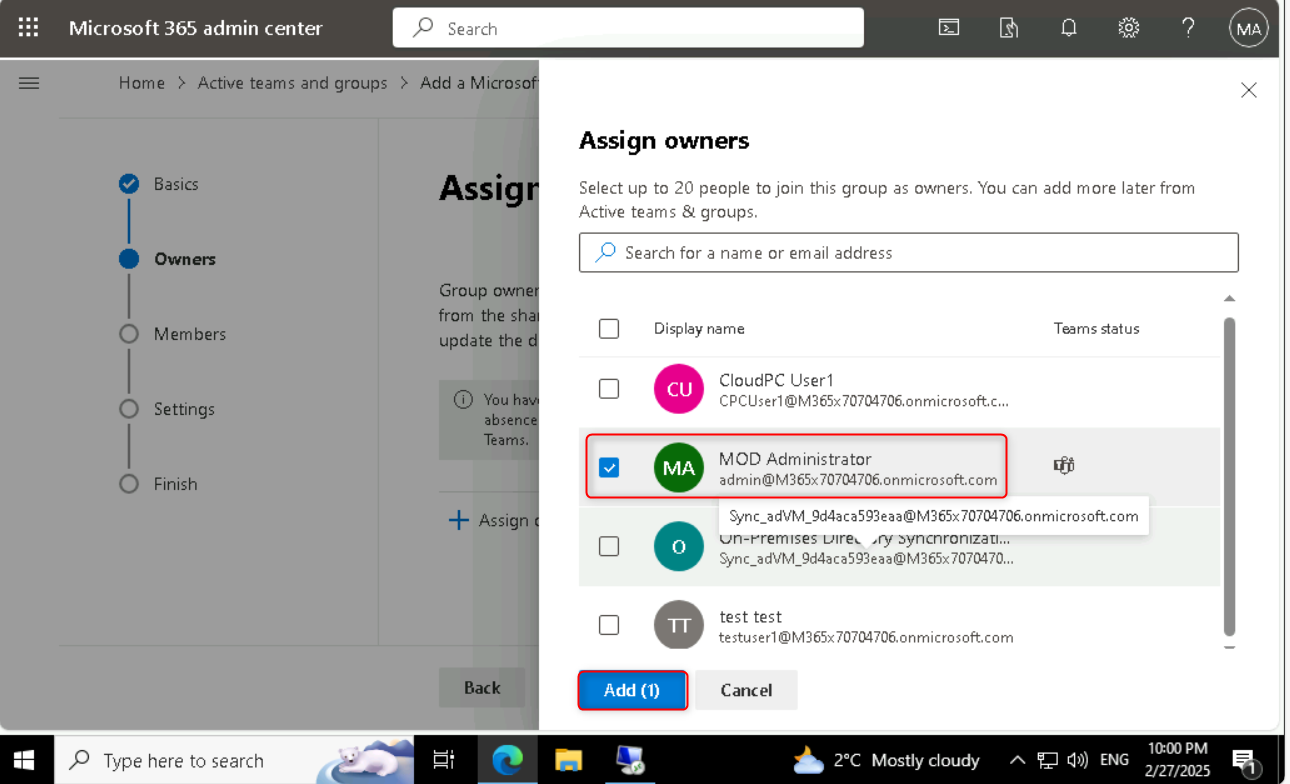 Microsoft 365 admin center
Search
MA
Home > Active teams and groups > Add a Microsof
Basics
Owners
Members
Settings
Finish
Assign
Group owner
from the sha
update the d
You hav
absence
Teams.
Assign
Back
Assign owners
Select up to 20 people to join this group as owners. You can add more later from
Active teams & groups.
Search for a name or email address
Display name Teams status
CU
CloudPC User1
CPCUser1@M365x70704706.onmicrosoft.c...
MA
MOD Administrator
admin@M365x70704706.onmicrosoft.com
Sync_adVM_9d4aca593eaa@M365x70704706.onmicrosoft.com
O
On-Premises Directory Synchronizati...
Sync_adVM_9d4aca593eaa@M365x7070470...
TT
test test
testuser1@M365x70704706.onmicrosoft.com
Add (1)
Cancel
Type here to search
2°C Mostly cloudy
ENG
10:00 PM
2/27/2025
1